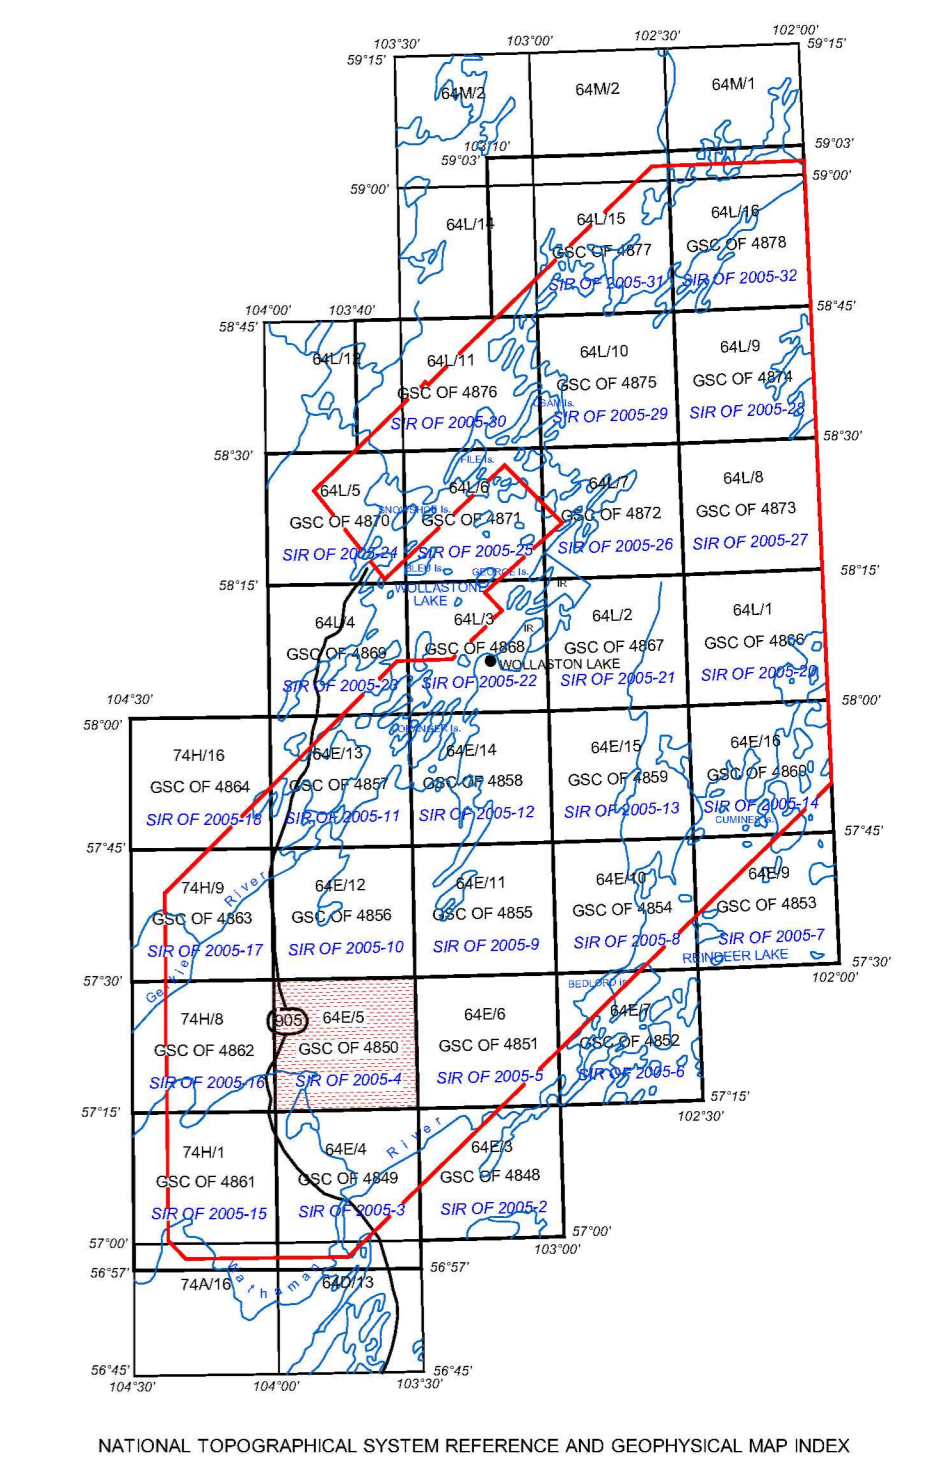 103°30'
103°00'
102°30'
102°00'
59°15'
59°15'
64M/2
64M/2
64M/1
103°10'
59°03'
59°03'
59°00'
59°00'
64L/14
64L/15
GSC OF 4877
SIR OF 2005-31
64L/16
GSC OF 4878
SIR OF 2005-32
104°00'
103°40'
58°45'
58°45'
64L/12
64L/11
GSC OF 4876
SIR OF 2005-30
64L/10
GSC OF 4875
SIR OF 2005-29
64L/9
GSC OF 4874
SIR OF 2005-28
58°30'
58°30'
FILE Is.
64L/5
GSC OF 4870
SIR OF 2005-24
SNOWSHOE Is.
64L/6
GSC OF 4871
SIR OF 2005-25
64L/7
GSC OF 4872
SIR OF 2005-26
64L/8
GSC OF 4873
SIR OF 2005-27
BLEU Is.
GEORGE Is.
58°15'
58°15'
WOLLASTON
LAKE
IR
64L/4
GSC OF 4869
SIR OF 2005-23
64L/3
GSC OF 4868
SIR OF 2005-22
IR
WOLLASTON LAKE
64L/2
GSC OF 4867
SIR OF 2005-21
64L/1
GSC OF 4866
SIR OF 2005-20
104°30'
58°00'
58°00'
74H/16
GSC OF 4864
SIR OF 2005-18
64E/13
GSC OF 4857
SIR OF 2005-11
64E/14
GSC OF 4858
SIR OF 2005-12
64E/15
GSC OF 4859
SIR OF 2005-13
64E/16
GSC OF 4860
SIR OF 2005-14
CUMINES Is.
57°45'
57°45'
74H/9
GSC OF 4863
SIR OF 2005-17
Geikie River
64E/12
GSC OF 4856
SIR OF 2005-10
64E/11
GSC OF 4855
SIR OF 2005-9
64E/10
GSC OF 4854
SIR OF 2005-8
64E/9
GSC OF 4853
SIR OF 2005-7
REINDEER LAKE
57°30'
57°30'
102°00'
74H/8
GSC OF 4862
SIR OF 2005-16
905
64E/5
GSC OF 4850
SIR OF 2005-4
64E/6
GSC OF 4851
SIR OF 2005-5
BEDLORD Is.
64E/7
GSC OF 4852
SIR OF 2005-6
57°15'
57°15'
102°30'
74H/1
GSC OF 4861
SIR OF 2005-15
64E/4
GSC OF 4849
SIR OF 2005-3
River
64E/3
GSC OF 4848
SIR OF 2005-2
57°00'
57°00'
103°00'
56°57'
56°57'
74A/16
Wathaman
64D/13
56°45'
56°45'
104°30'
104°00'
103°30'
NATIONAL TOPOGRAPHICAL SYSTEM REFERENCE AND GEOPHYSICAL MAP INDEX